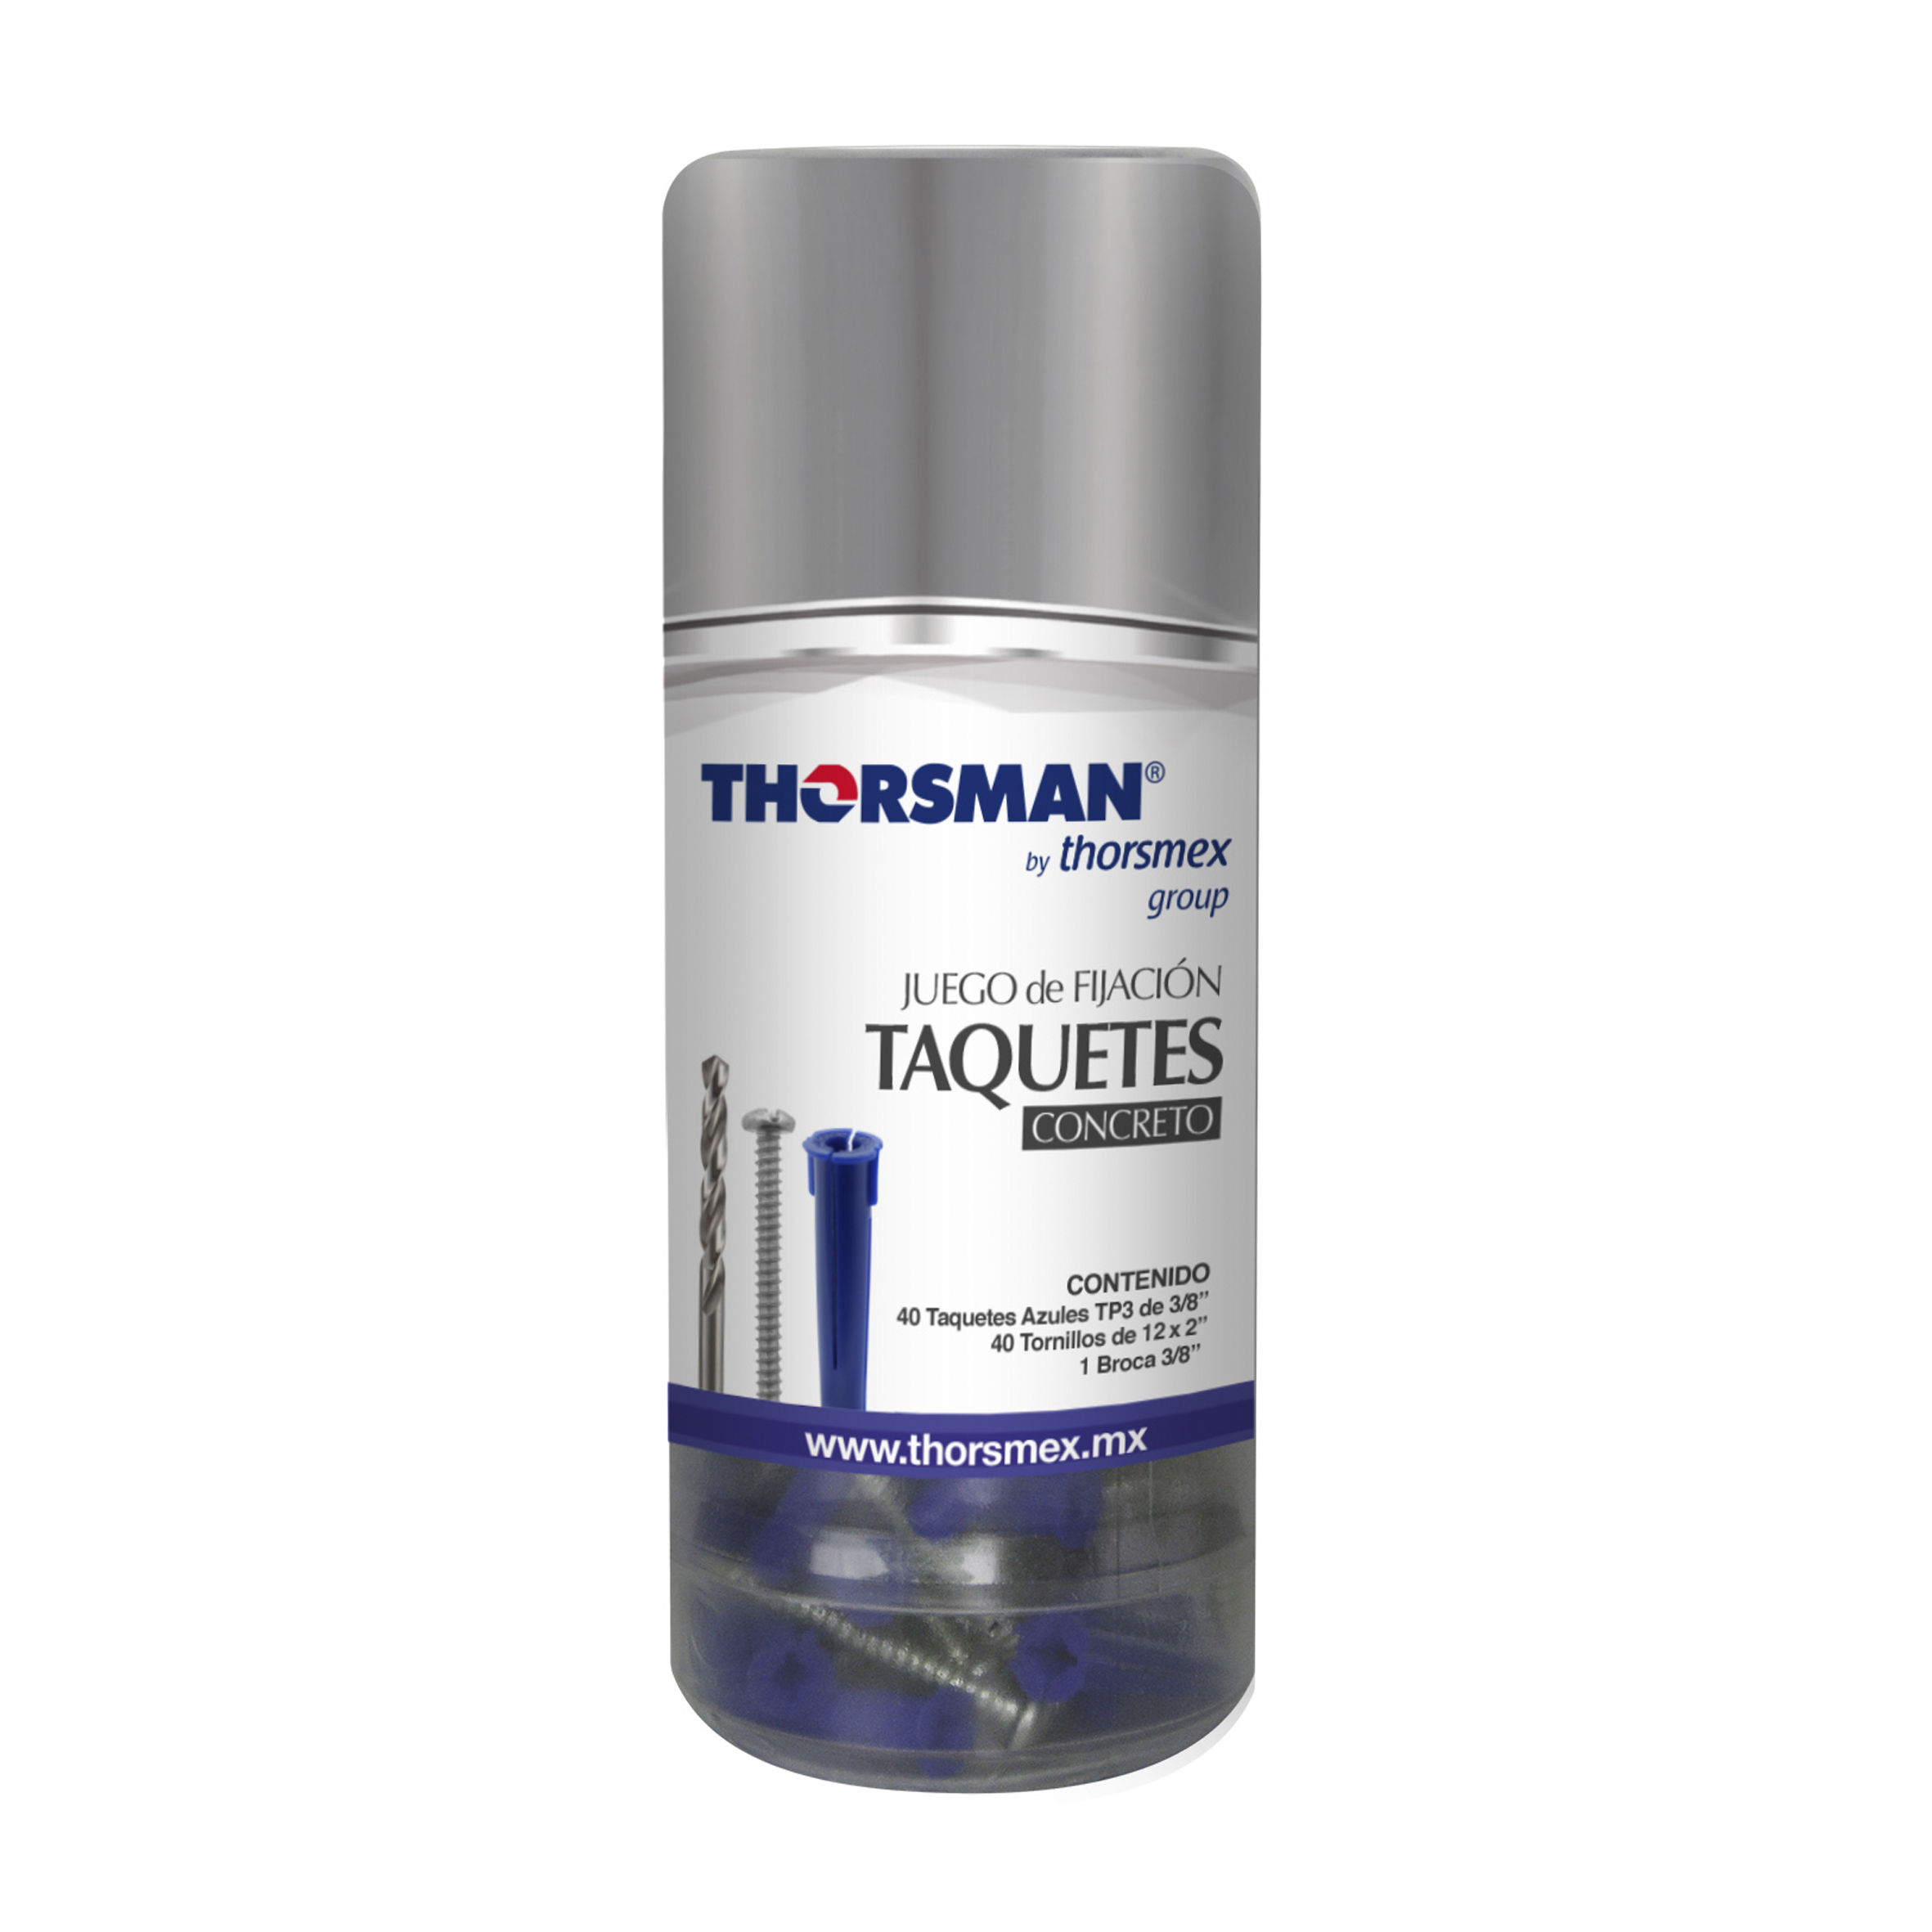 THORSMAN®
by thorsmex
group
JUEGO de FIJACIÓN
TAQUETES
CONCRETO
CONTENIDO
40 Taquetes Azules TP3 de 3/8”
40 Tornillos de 12 x 2”
1 Broca 3/8”
www.thorsmex.mx